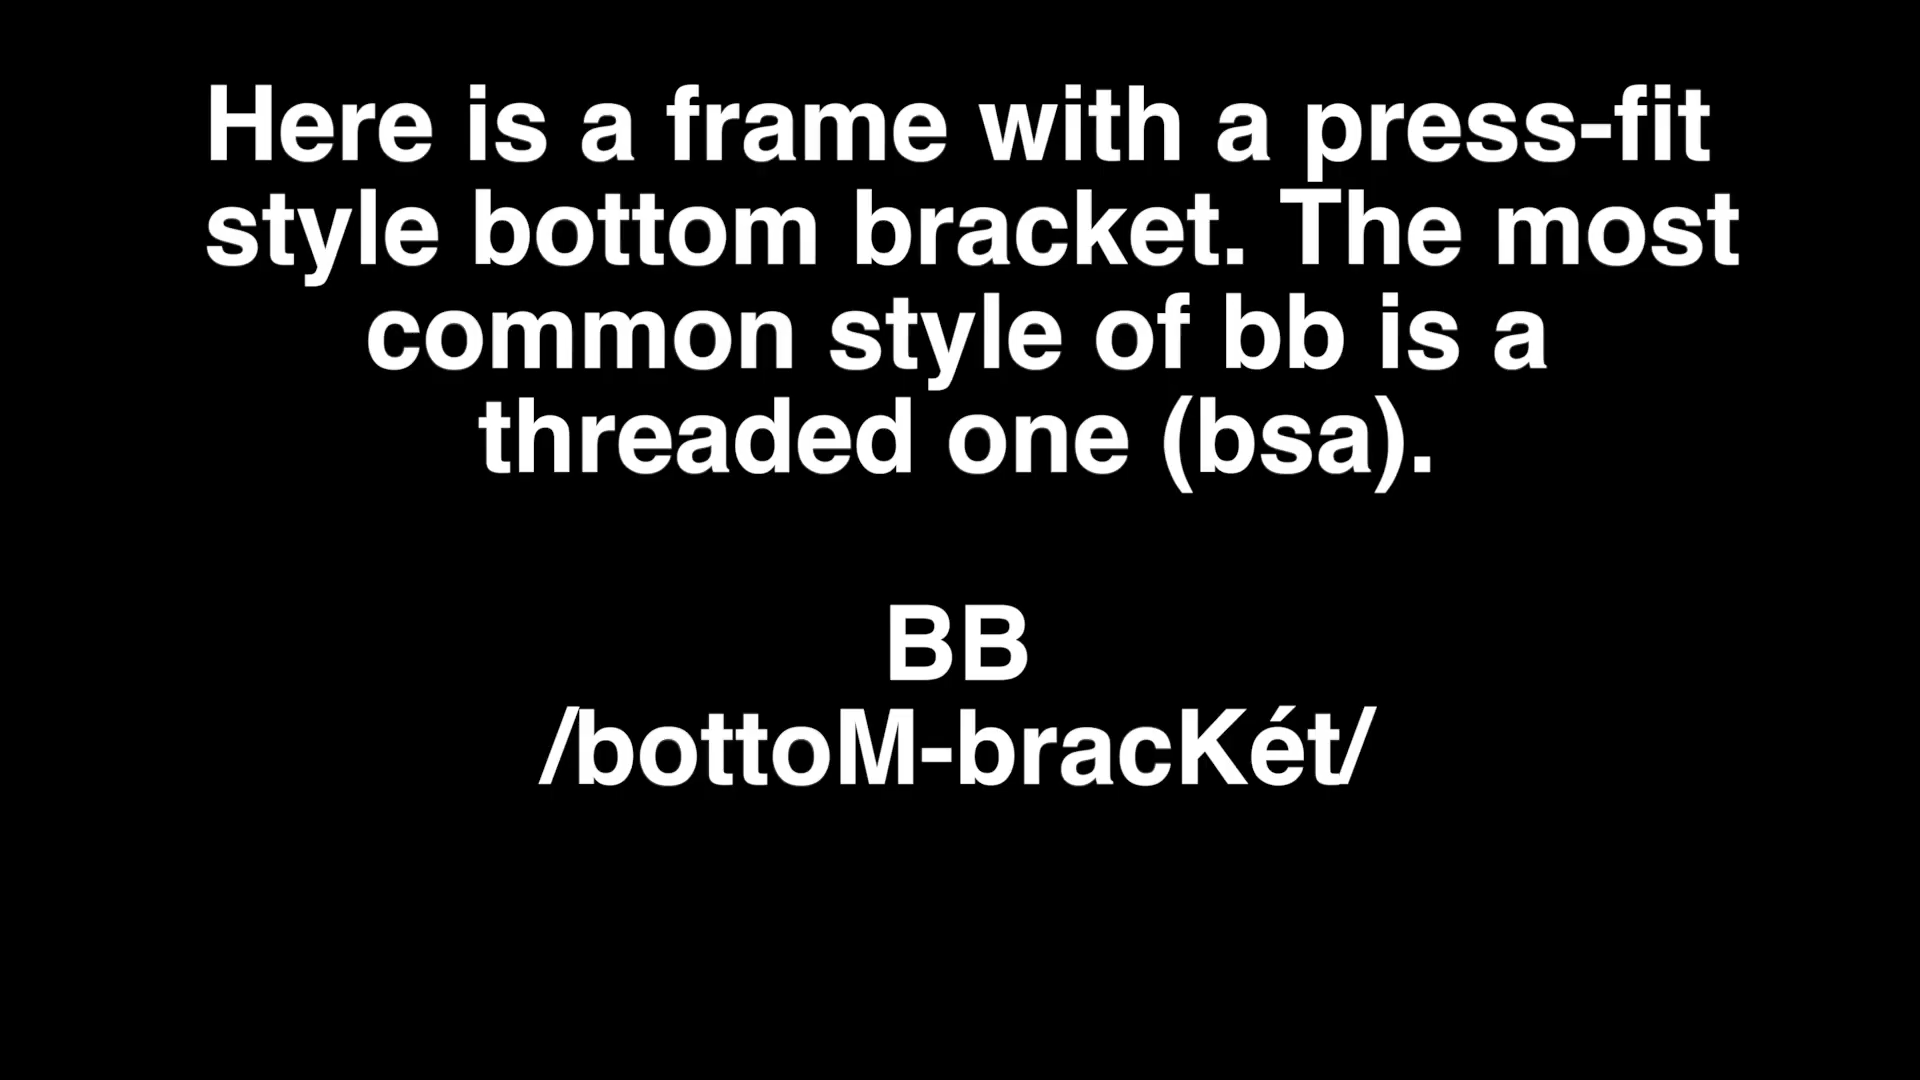 Here is a frame with a press-fit
style bottom bracket. The most
common style of bb is a
threaded one (bsa).
BB
/bottoM-bracKét/